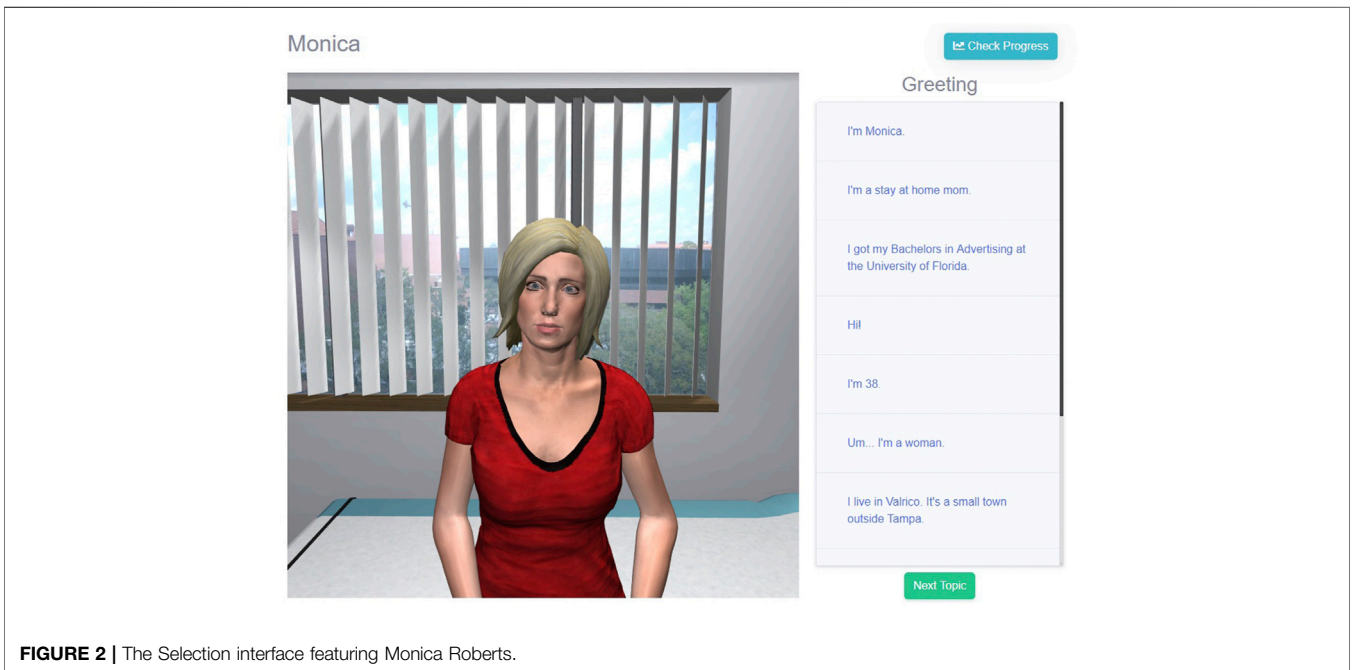 Monica
Check Progress
Greeting
I'm Monica.
I'm a stay at home mom.
I got my Bachelors in Advertising at
the University of Florida.
Hi!
I'm 38.
Um... I'm a woman.
I live in Valrico. It's a small town
outside Tampa.
Next Topic
FIGURE 2 | The Selection interface featuring Monica Roberts.